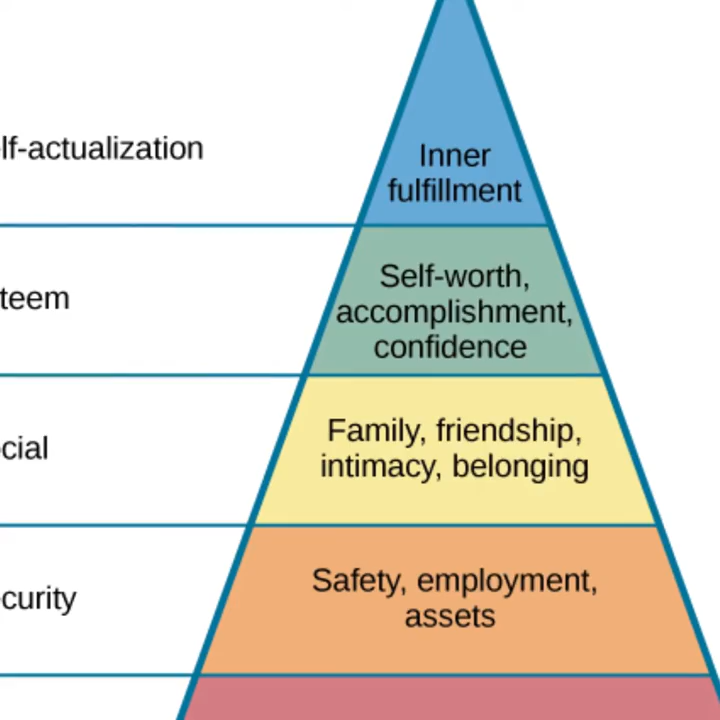 lf-actualization
Inner
fulfillment
teem
Self-worth,
accomplishment,
confidence
cial
Family, friendship,
intimacy, belonging
curity
Safety, employment,
assets